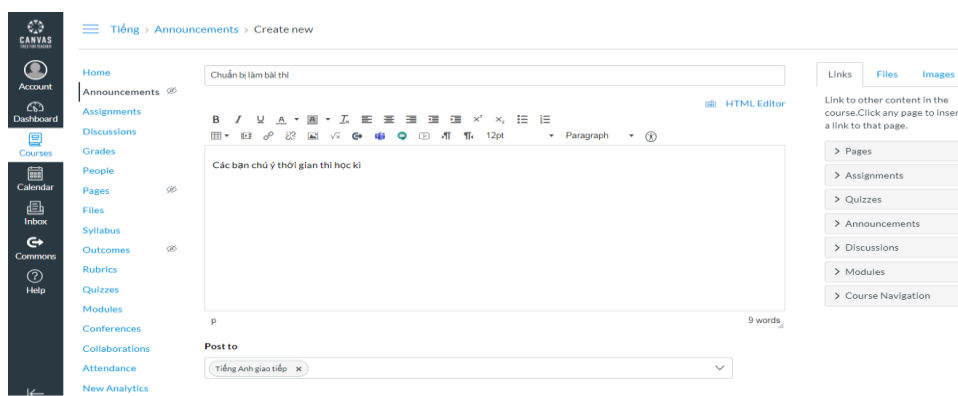 CANVAS
FREE FOR TEACHER
Account
Dashboard
Courses
Calendar
Inbox
Commons
Help
Tiếng > Announcements > Create new
Home
Announcements
Assignments
Discussions
Grades
People
Pages
Files
Syllabus
Outcomes
Rubrics
Quizzes
Modules
Conferences
Collaborations
Attendance
New Analytics
Chuẩn bị làm bài thi
HTML Editor
12pt
Paragraph
Các bạn chú ý thời gian thi học kì
p
9 words
Post to
Tiếng Anh giao tiếp ×
Links Files Images
Link to other content in the
course.Click any page to inser
a link to that page.
> Pages
> Assignments
> Quizzes
> Announcements
> Discussions
> Modules
> Course Navigation